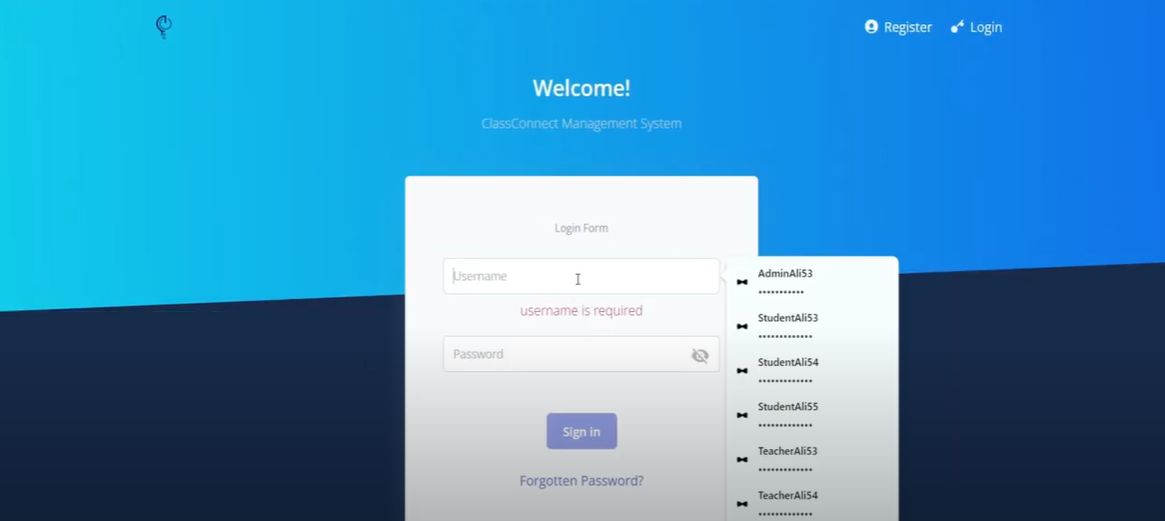 Register
Login
Welcome!
ClassConnect Management System
Login Form
Username
username is required
Password
Sign in
Forgotten Password?
AdminAli53
•••••••••••
StudentAli53
•••••••••••••
StudentAli54
•••••••••••••
StudentAli55
•••••••••••••
TeacherAli53
•••••••••••••
TeacherAli54
•••••••••••••